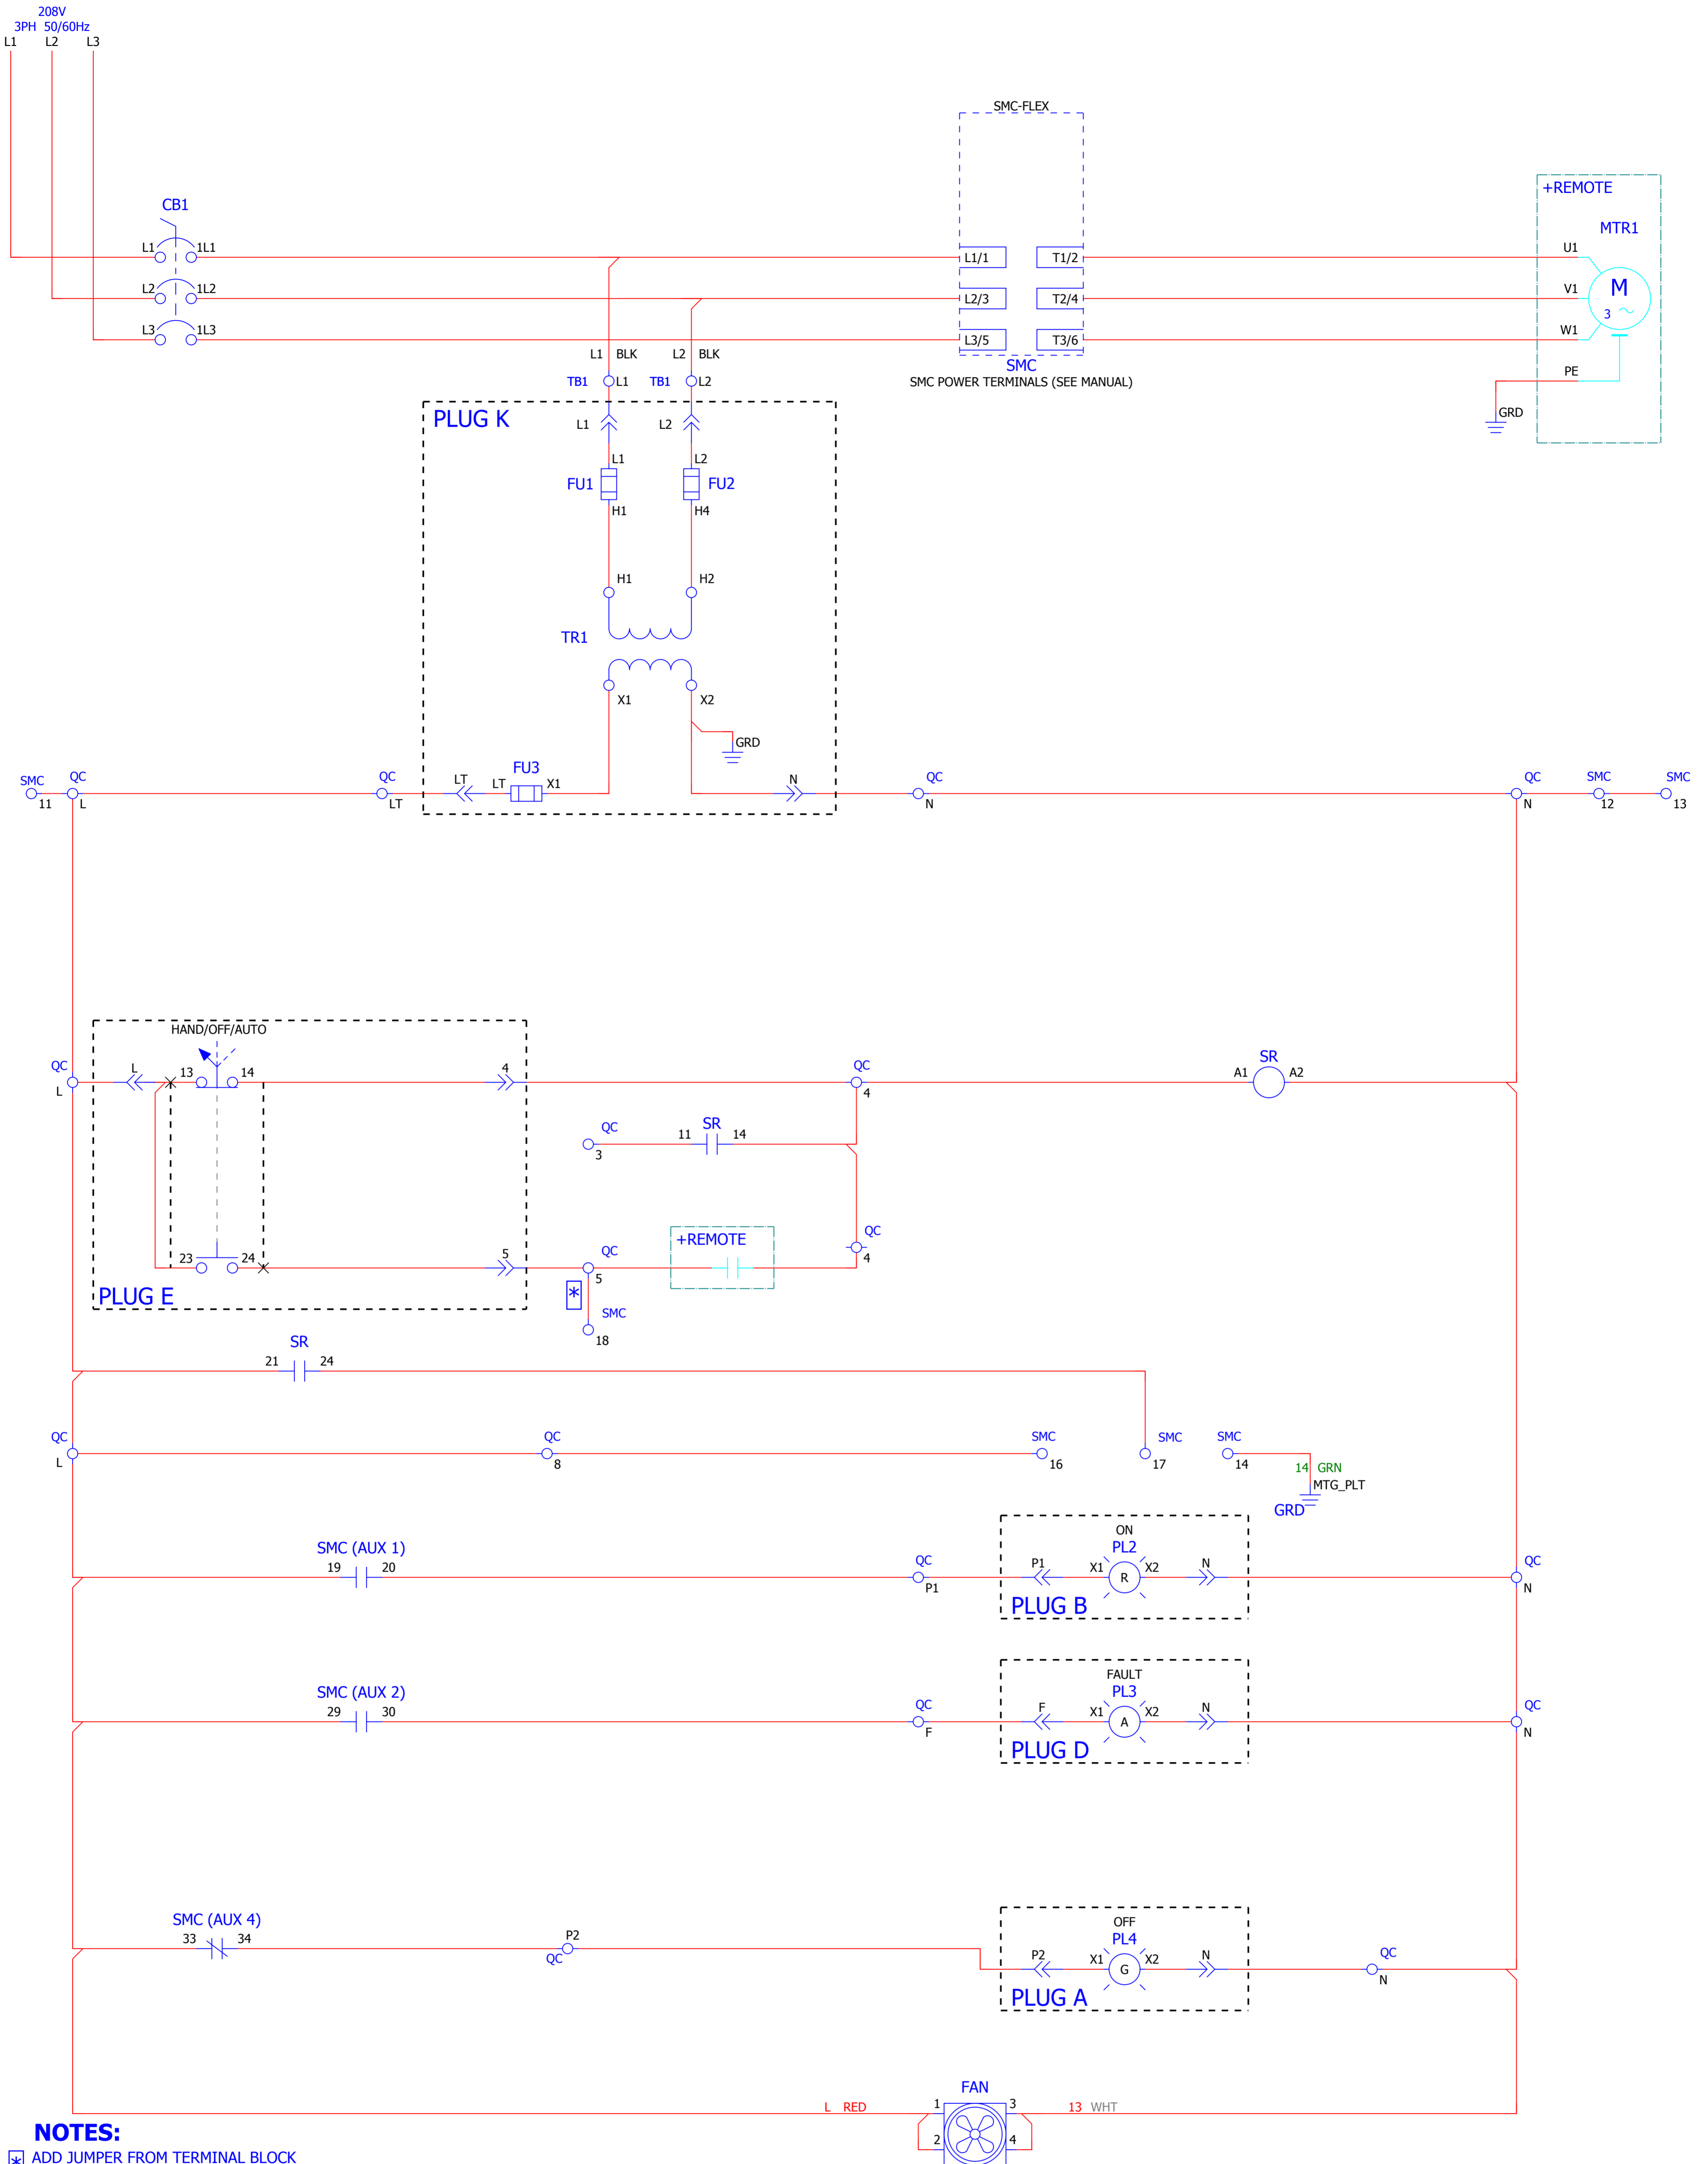 208V
3PH 50/60Hz
L1 L2 L3
SMC-FLEX
+REMOTE
CB1
MTR1
L1 1L1
L1/1 T1/2
U1
L2 1L2
L2/3 T2/4
V1
M
3
L3 1L3
L3/5 T3/6
W1
L1 BLK L2 BLK
SMC
SMC POWER TERMINALS (SEE MANUAL)
PE
TB1 L1 TB1 L2
GRD
PLUG K
L1 L2
L1 L2
FU1 FU2
H1 H4
H1 H2
TR1
X1 X2
GRD
FU3
SMC QC QC LT LT X1 N QC QC SMC SMC
11 L LT N N 12 13
HAND/OFF/AUTO
QC L 13 14 4 QC SR
A1 A2
L 4
QC SR
11 14
3
QC
+REMOTE
4
23 24 5 QC
5
*
PLUG E
SMC
18
SR
21 24
QC QC SMC SMC SMC
L 8 16 17 14
14 GRN
MTG_PLT
GRD
ON
SMC (AUX 1) PL2
19 20 QC P1 X1 X2 N QC
R
P1 N
PLUG B
FAULT
SMC (AUX 2) PL3
29 30 QC F X1 X2 N QC
A
F N
PLUG D
SMC (AUX 4) OFF
33 34 P2 PL4
QC
P2 X1 X2 N QC
G
N
PLUG A
FAN
L RED 1 3 13 WHT
2 4
NOTES:
* ADD JUMPER FROM TERMINAL BLOCK